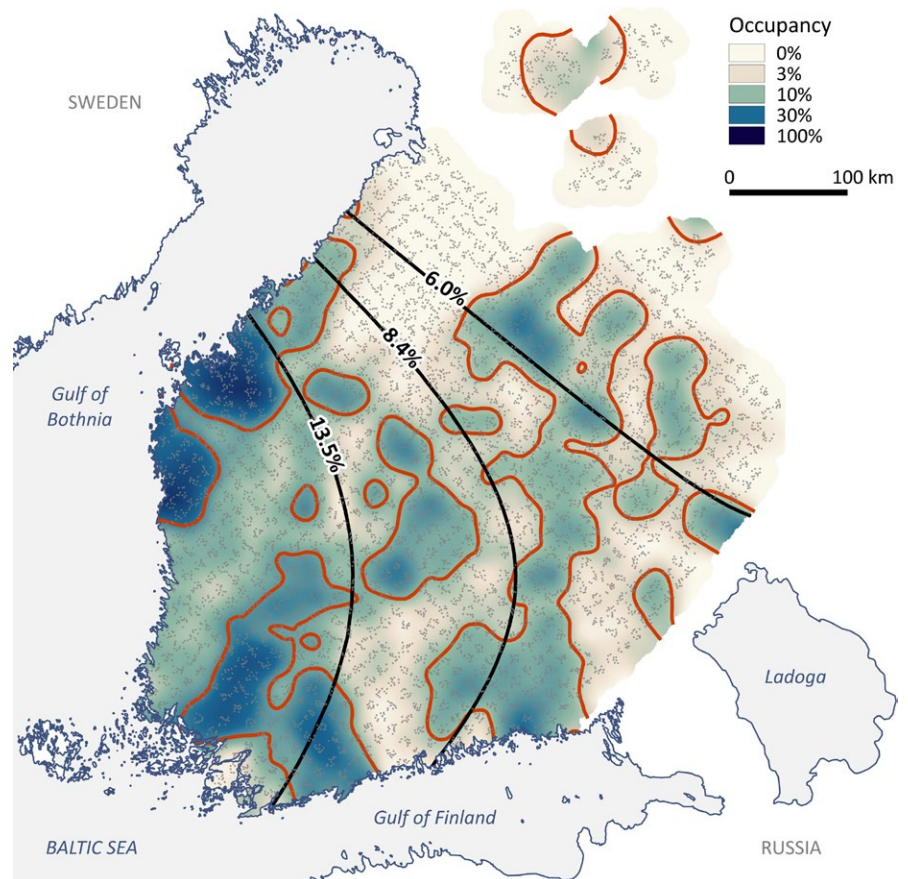 Occupancy
0%
3%
10%
30%
100%
0
100 km
SWEDEN
6.0%
8.4%
Gulf of
Bothnia
13.5%
Ladoga
Gulf of Finland
BALTIC SEA
RUSSIA